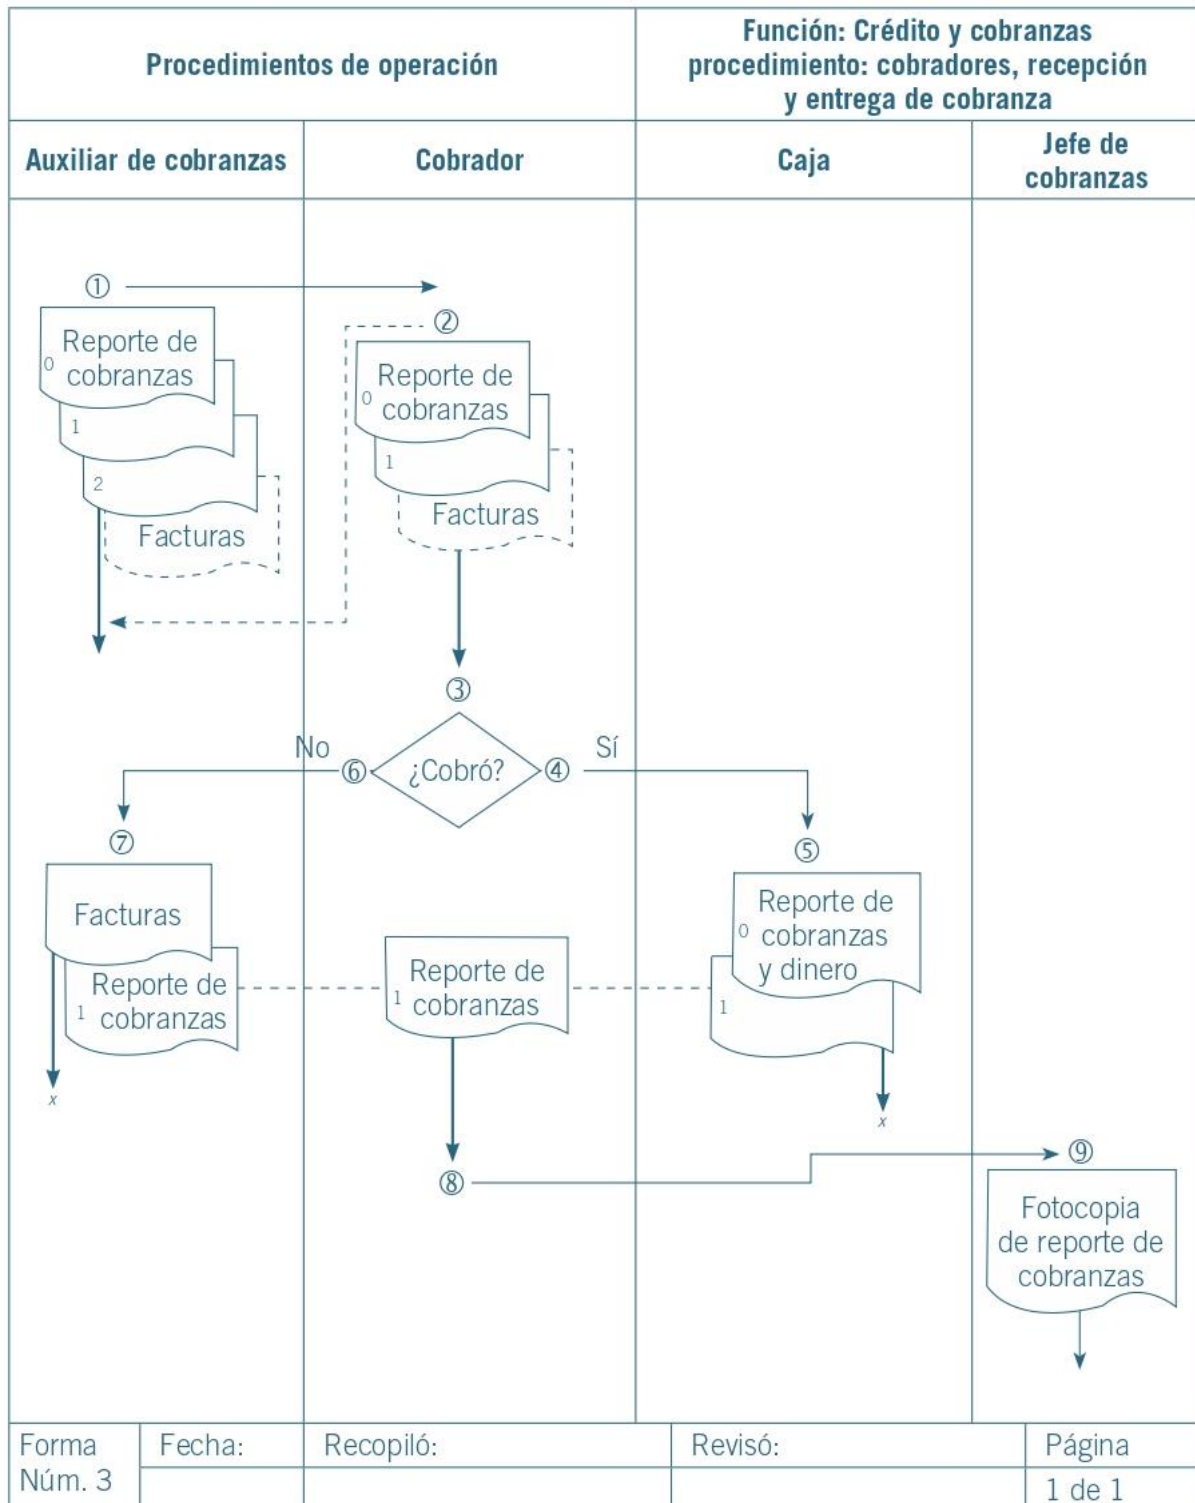 Procedimientos de operación
Función: Crédito y cobranzas
procedimiento: cobradores, recepción
y entrega de cobranza
Auxiliar de cobranzas
Cobrador
Caja
Jefe de
cobranzas
①
②
Reporte de
0 cobranzas
1
2
Facturas
Reporte de
0 cobranzas
1
Facturas
③
No
⑥
¿Cobró?
④
Sí
⑦
⑤
Facturas
Reporte de
1 cobranzas
x
Reporte de
1 cobranzas
Reporte de
0 cobranzas
y dinero
1
x
⑧
⑨
Fotocopia
de reporte de
cobranzas
Forma
Núm. 3
Fecha:
Recopiló:
Revisó:
Página
1 de 1